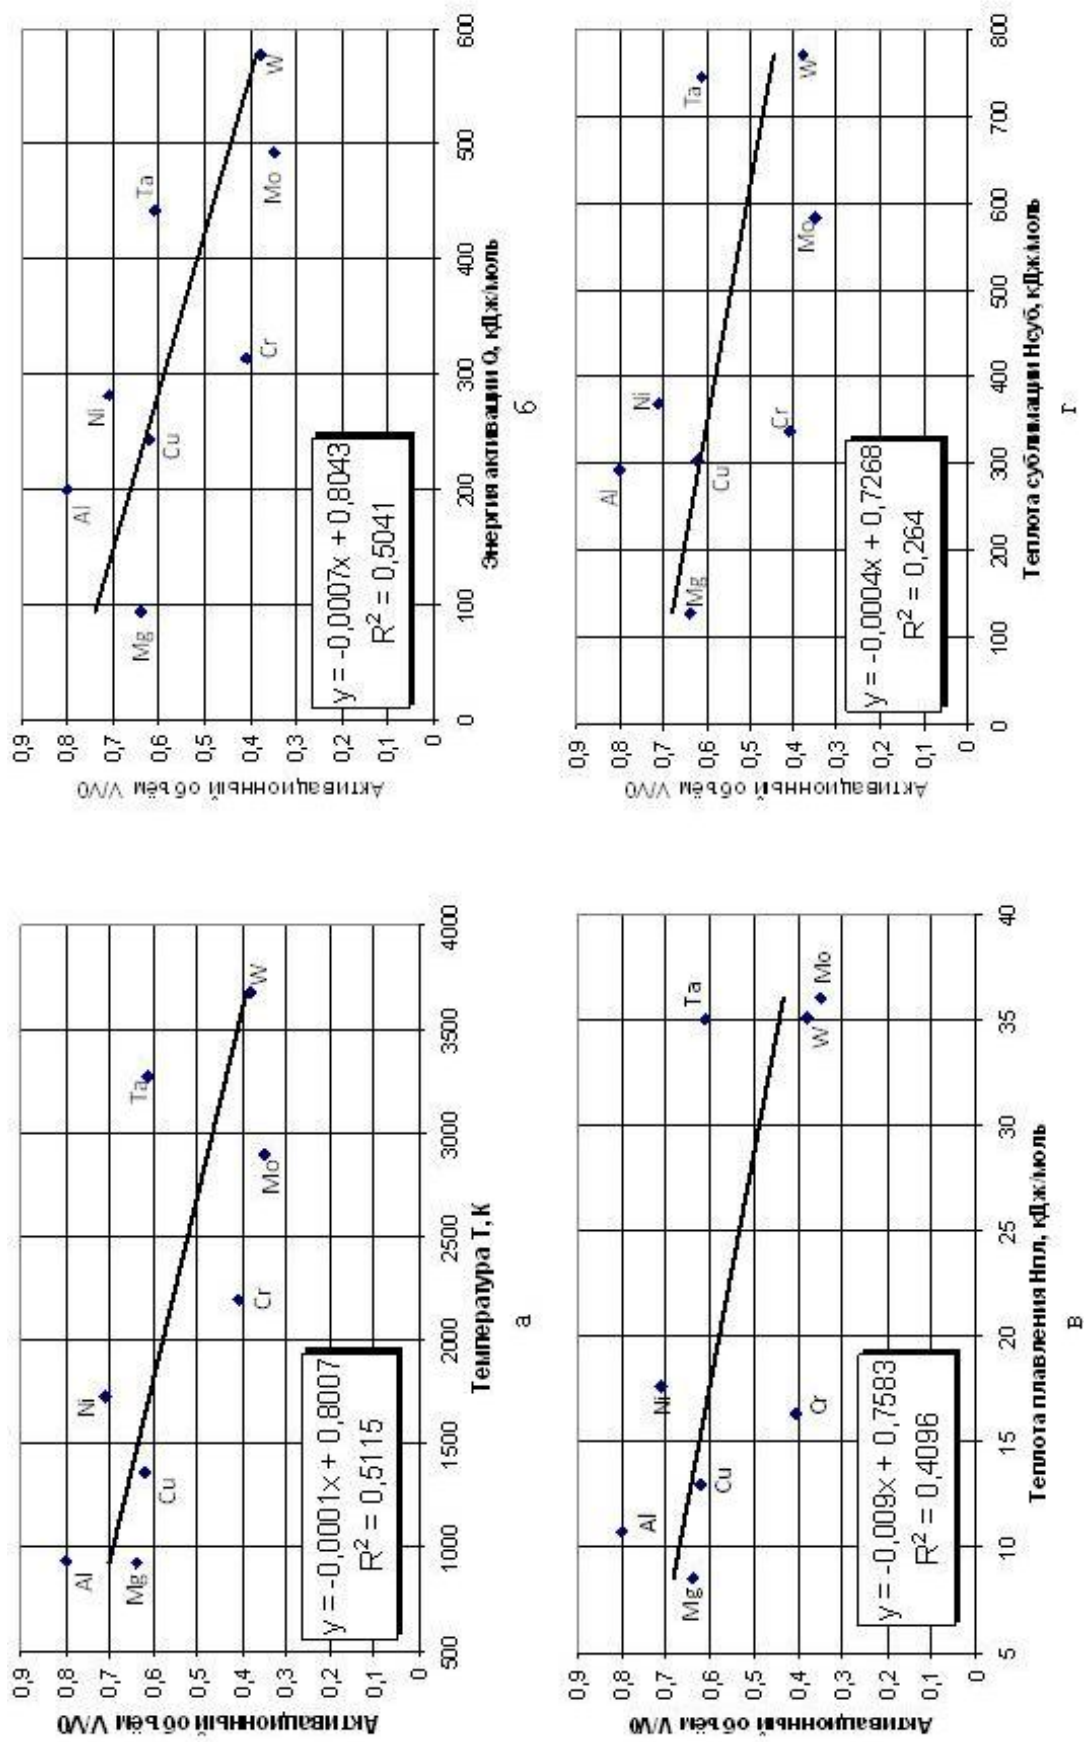 0,9
0,8
0,7
0,6
0,5
0,4
0,3
0,2
0,1
0
Активационный объём V/V0
500
1000
1500
2000
2500
3000
3500
4000
Температура Т, К
Al
Mg
Cu
Ni
Cr
Mo
Ta
W
y = -0,0001x + 0,8007
R² = 0,5115
а
0,9
0,8
0,7
0,6
0,5
0,4
0,3
0,2
0,1
0
Активационный объём V/V0
0
100
200
300
400
500
600
Энергия активации Q, кДж/моль
Mg
Al
Cu
Ni
Cr
Ta
Mo
W
y = -0,0007x + 0,8043
R² = 0,5041
б
0,9
0,8
0,7
0,6
0,5
0,4
0,3
0,2
0,1
0
Активационный объём V/V0
5
10
15
20
25
30
35
40
Теплота плавления Нпл, кДж/моль
Mg
Al
Cu
Ni
Cr
Ta
W
Mo
y = -0,009x + 0,7583
R² = 0,4096
в
0,9
0,8
0,7
0,6
0,5
0,4
0,3
0,2
0,1
0
Активационный объём V/V0
0
100
200
300
400
500
600
700
800
Теплота сублимации Нсуб, кДж/моль
Mg
Al
Cu
Ni
Cr
Mo
Ta
W
y = -0,0004x + 0,7268
R² = 0,264
г